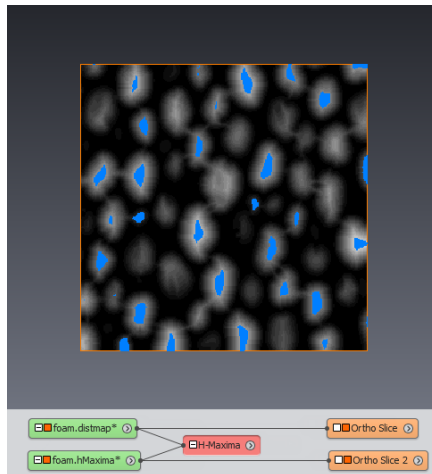 foam.distmap*
Ortho Slice
H-Maxima
foam.hMaxima*
Ortho Slice 2